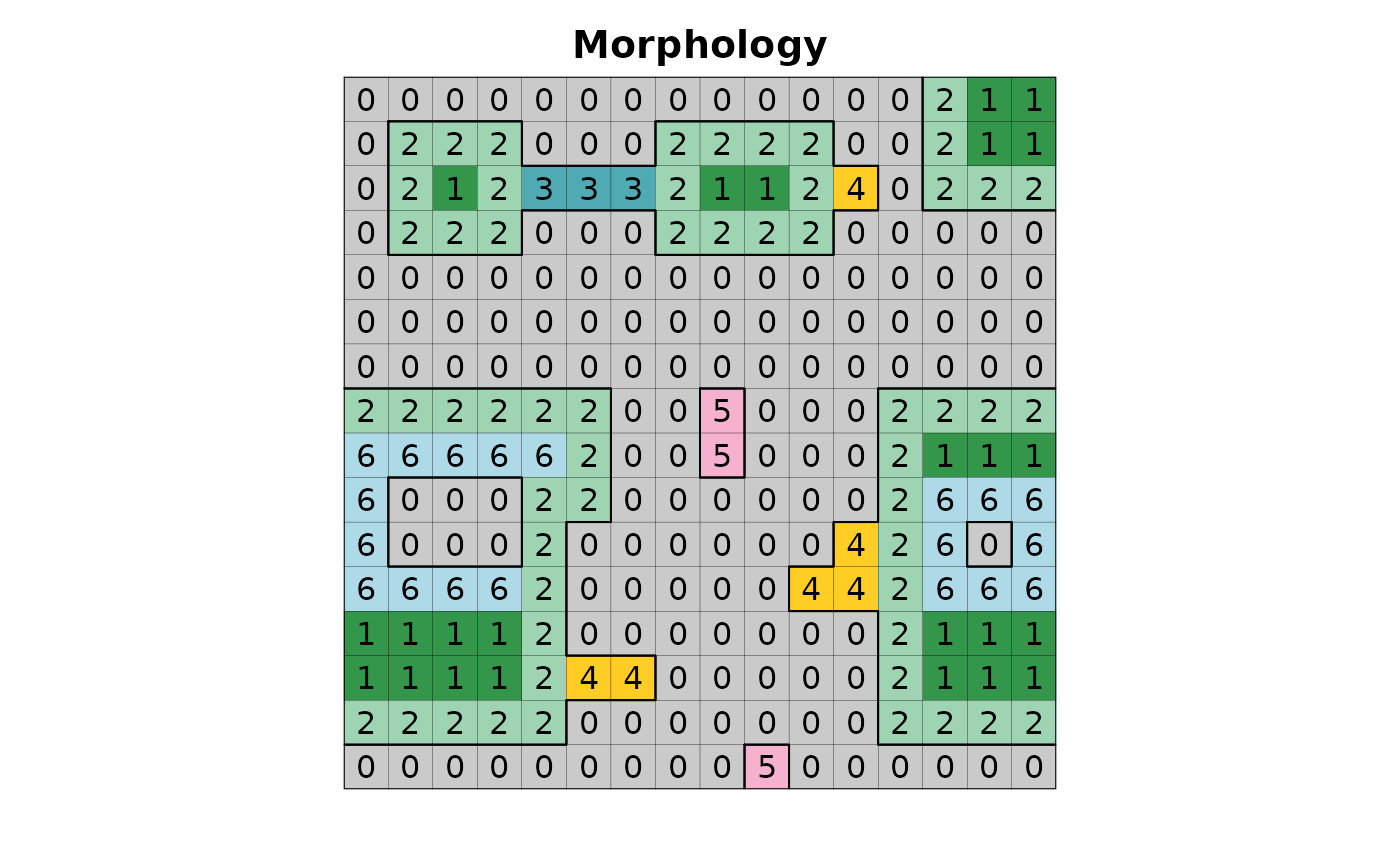 Morphology
0 0 0 0 0 0 0 0 0 0 0 0 0 2 1 1
0 2 2 2 0 0 0 2 2 2 2 0 0 2 1 1
0 2 1 2 3 3 3 2 1 1 2 4 0 2 2 2
0 2 2 2 0 0 0 2 2 2 2 0 0 0 0 0
0 0 0 0 0 0 0 0 0 0 0 0 0 0 0 0
0 0 0 0 0 0 0 0 0 0 0 0 0 0 0 0
0 0 0 0 0 0 0 0 0 0 0 0 0 0 0 0
2 2 2 2 2 2 0 0 5 0 0 0 2 2 2 2
6 6 6 6 6 2 0 0 5 0 0 0 2 1 1 1
6 0 0 0 2 2 0 0 0 0 0 0 2 6 6 6
6 0 0 0 2 0 0 0 0 0 0 4 2 6 0 6
6 6 6 6 2 0 0 0 0 0 4 4 2 6 6 6
1 1 1 1 2 0 0 0 0 0 0 0 2 1 1 1
1 1 1 1 2 4 4 0 0 0 0 0 2 1 1 1
2 2 2 2 2 0 0 0 0 0 0 0 2 2 2 2
0 0 0 0 0 0 0 0 0 5 0 0 0 0 0 0